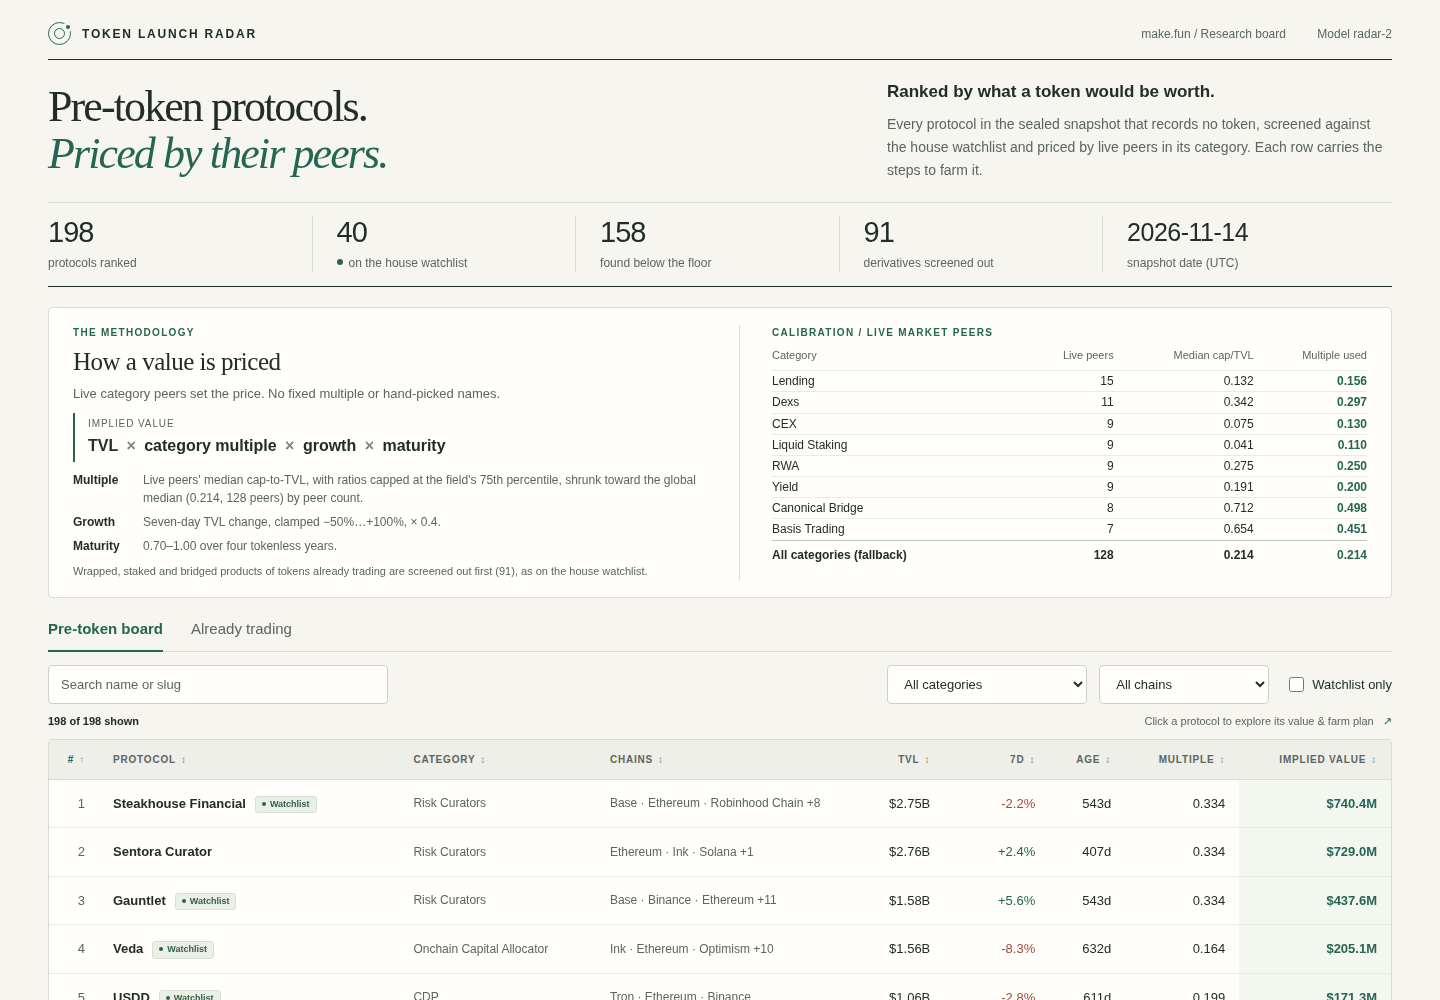 TOKEN LAUNCH RADAR
make.fun / Research board
Model radar-2
Pre-token protocols.
Priced by their peers.
Ranked by what a token would be worth.
Every protocol in the sealed snapshot that records no token, screened against
the house watchlist and priced by live peers in its category. Each row carries the
steps to farm it.
198
protocols ranked
40
on the house watchlist
158
found below the floor
91
derivatives screened out
2026-11-14
snapshot date (UTC)
THE METHODOLOGY
How a value is priced
Live category peers set the price. No fixed multiple or hand-picked names.
IMPLIED VALUE
TVL × category multiple × growth × maturity
Multiple Live peers' median cap-to-TVL, with ratios capped at the field's 75th percentile, shrunk toward the global
median (0.214, 128 peers) by peer count.
Growth Seven-day TVL change, clamped −50%…+100%, × 0.4.
Maturity 0.70–1.00 over four tokenless years.
Wrapped, staked and bridged products of tokens already trading are screened out first (91), as on the house watchlist.
CALIBRATION / LIVE MARKET PEERS
Category Live peers Median cap/TVL Multiple used
Lending 15 0.132 0.156
Dexs 11 0.342 0.297
CEX 9 0.075 0.130
Liquid Staking 9 0.041 0.110
RWA 9 0.275 0.250
Yield 9 0.191 0.200
Canonical Bridge 8 0.712 0.498
Basis Trading 7 0.654 0.451
All categories (fallback) 128 0.214 0.214
Pre-token board Already trading
Search name or slug
All categories
All chains
Watchlist only
198 of 198 shown
Click a protocol to explore its value & farm plan ↗
# ↑ PROTOCOL ↕ CATEGORY ↕ CHAINS ↕ TVL ↕ 7D ↕ AGE ↕ MULTIPLE ↕ IMPLIED VALUE ↕
1 Steakhouse Financial Watchlist Risk Curators Base · Ethereum · Robinhood Chain +8 $2.75B -2.2% 543d 0.334 $740.4M
2 Sentora Curator Risk Curators Ethereum · Ink · Solana +1 $2.76B +2.4% 407d 0.334 $729.0M
3 Gauntlet Watchlist Risk Curators Base · Binance · Ethereum +11 $1.58B +5.6% 543d 0.334 $437.6M
4 Veda Watchlist Onchain Capital Allocator Ink · Ethereum · Optimism +10 $1.56B -8.3% 632d 0.164 $205.1M
5 USDD Watchlist CDP Tron · Ethereum · Binance $1.06B -2.8% 611d 0.199 $171.3M